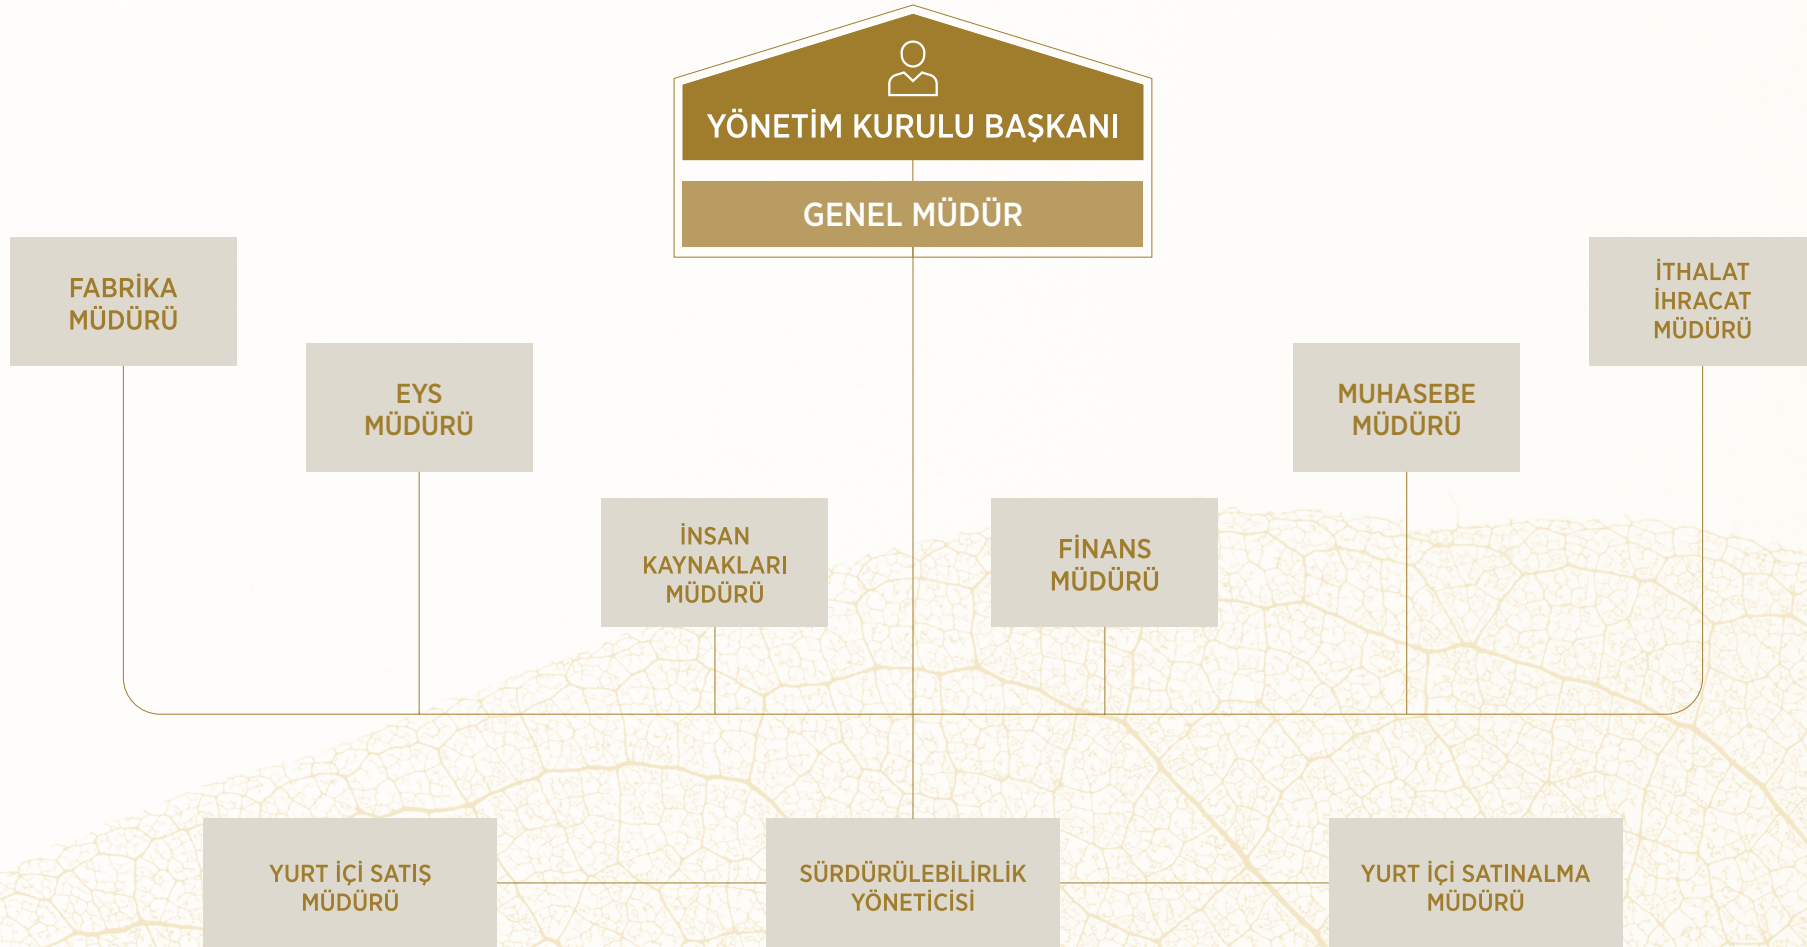 YÖNETİM KURULU BAŞKANI
GENEL MÜDÜR
FABRİKA
MÜDÜRÜ
İTHALAT
İHRACAT
MÜDÜRÜ
EYS
MÜDÜRÜ
MUHASEBE
MÜDÜRÜ
İNSAN
KAYNAKLARI
MÜDÜRÜ
FİNANS
MÜDÜRÜ
YURT İÇİ SATIŞ
MÜDÜRÜ
SÜRDÜRÜLEBİLİRLİK
YÖNETİCİSİ
YURT İÇİ SATINALMA
MÜDÜRÜ